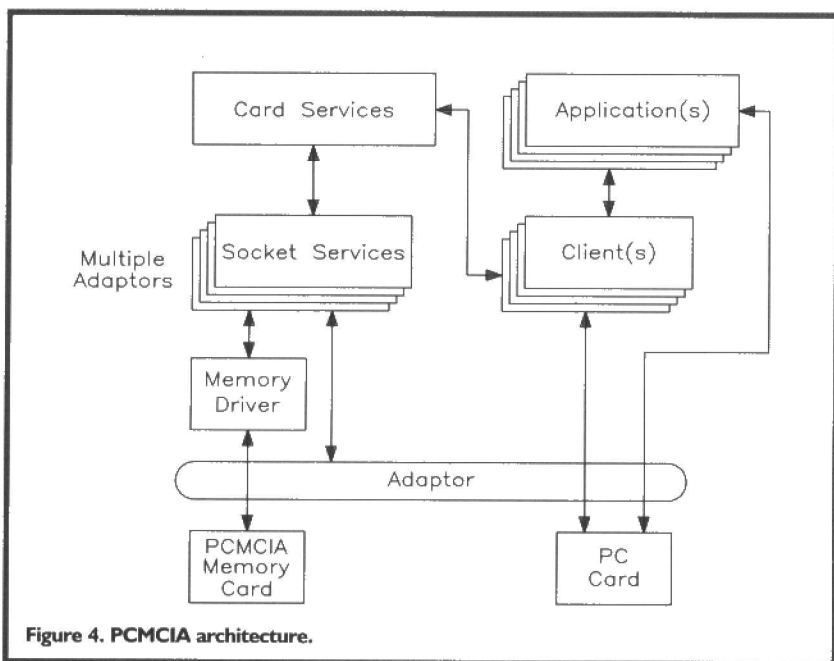 Card Services
Application(s)
Multiple
Adaptors
Socket Services
Client(s)
Memory
Driver
Adaptor
PCMCIA
Memory
Card
PC
Card
Figure 4. PCMCIA architecture.